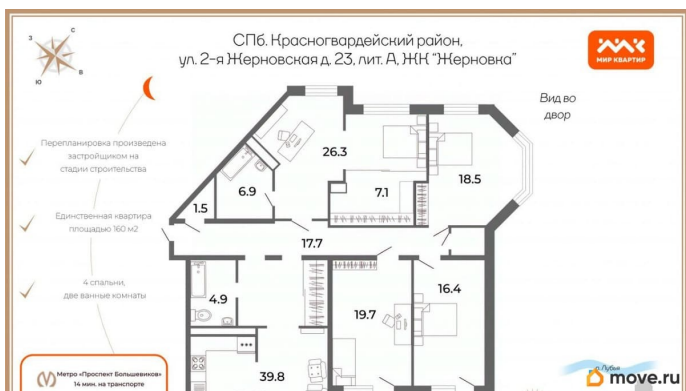 СПб. Красногвардейский район,
ул. 2-я Жерновская д. 23, лит. А, ЖК "Жерновка"
МИР КВАРТИР
С
З
В
Ю
Вид во
двор
Перепланировка произведена
застройщиком на
стадии строительства
Единственная квартира
площадью 160 м2
4 спальни,
две ванные комнаты
Метро «Проспект Большевиков»
14 мин. на транспорте
26.3
6.9
7.1
18.5
1.5
17.7
4.9
19.7
16.4
39.8
р. Лубья
move.ru